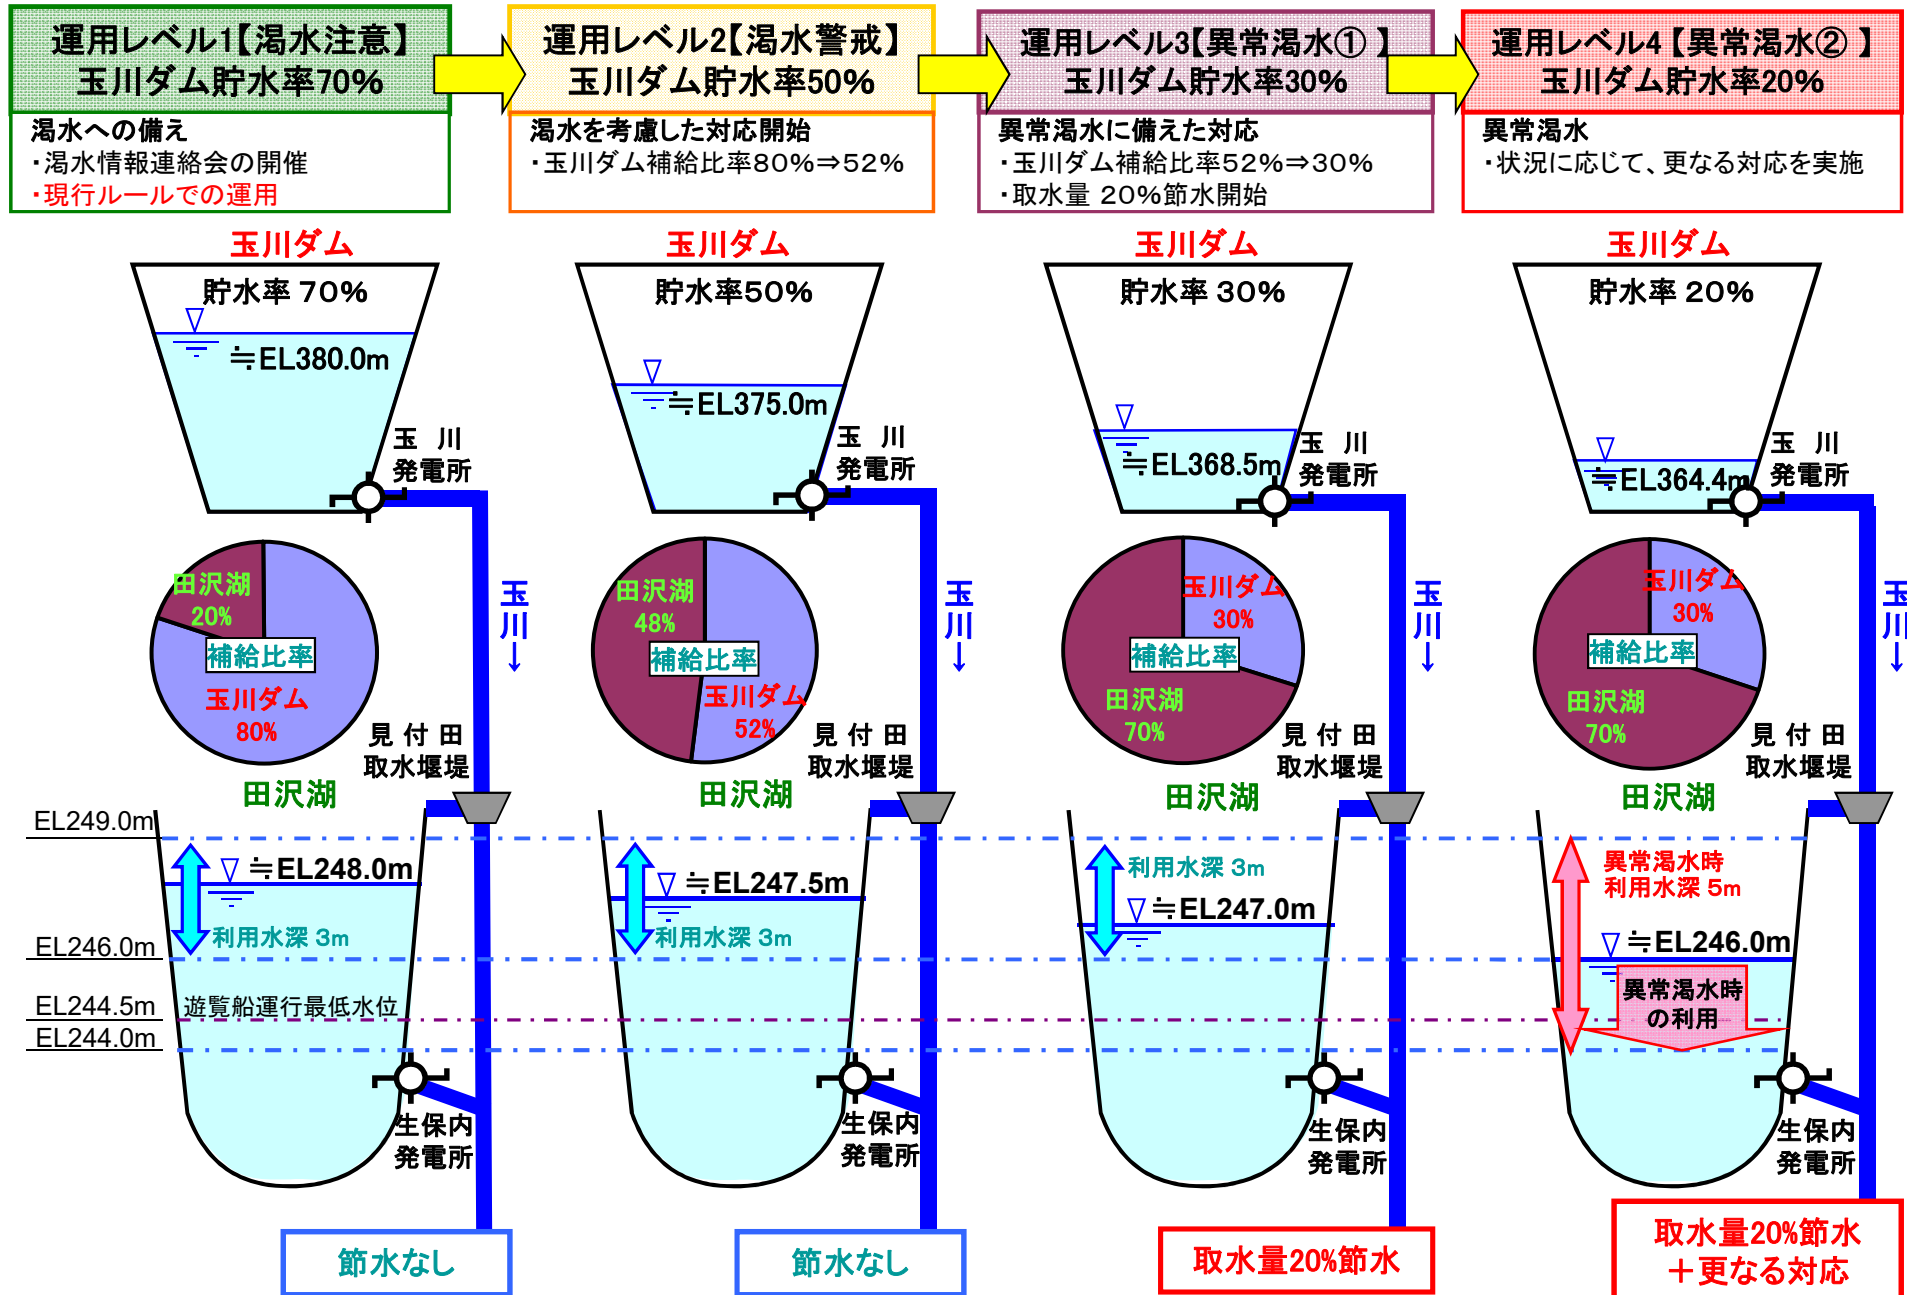 運用レベル1【渇水注意】
玉川ダム貯水率70%
渇水への備え
・渇水情報連絡会の開催
・現行ルールでの運用
運用レベル2【渇水警戒】
玉川ダム貯水率50%
渇水を考慮した対応開始
・玉川ダム補給比率80%⇒52%
運用レベル3【異常渇水①】
玉川ダム貯水率30%
異常渇水に備えた対応
・玉川ダム補給比率52%⇒30%
・取水量 20%節水開始
運用レベル4【異常渇水②】
玉川ダム貯水率20%
異常渇水
・状況に応じて、更なる対応を実施
玉川ダム
貯水率 70%
≒EL380.0m
玉 川
発電所
田沢湖
20%
補給比率
玉川ダム
80%
玉川↓
見 付 田
取水堰堤
田沢湖
EL249.0m
≒EL248.0m
利用水深 3m
EL246.0m
EL244.5m
遊覧船運行最低水位
EL244.0m
生保内
発電所
節水なし
玉川ダム
貯水率50%
≒EL375.0m
玉 川
発電所
田沢湖
48%
補給比率
玉川ダム
52%
玉川↓
見 付 田
取水堰堤
田沢湖
≒EL247.5m
利用水深 3m
生保内
発電所
節水なし
玉川ダム
貯水率 30%
≒EL368.5m
玉 川
発電所
玉川ダム
30%
補給比率
田沢湖
70%
玉川↓
見 付 田
取水堰堤
田沢湖
利用水深 3m
≒EL247.0m
生保内
発電所
取水量20%節水
玉川ダム
貯水率 20%
≒EL364.4m
玉 川
発電所
玉川ダム
30%
補給比率
田沢湖
70%
玉川↓
見 付 田
取水堰堤
田沢湖
異常渇水時
利用水深 5m
≒EL246.0m
異常渇水時
の利用
生保内
発電所
取水量20%節水
＋更なる対応